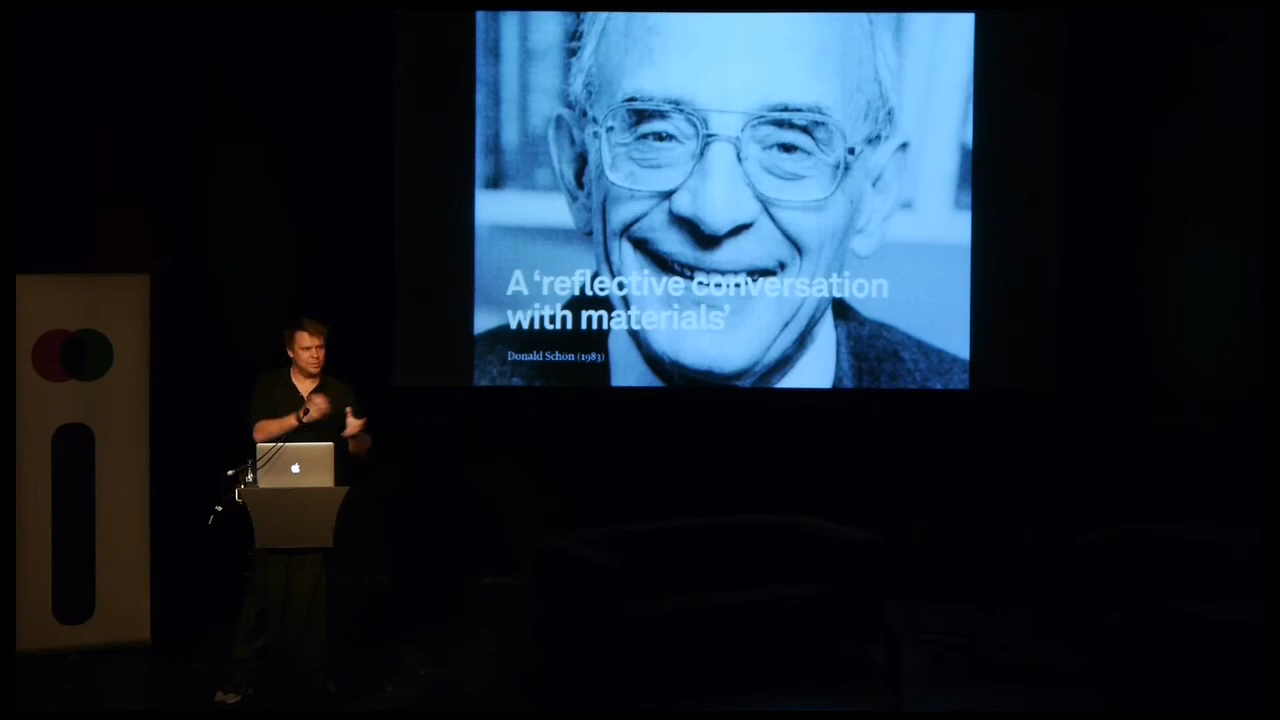 A ‘reflective conversation
with materials’
Donald Schön (1983)